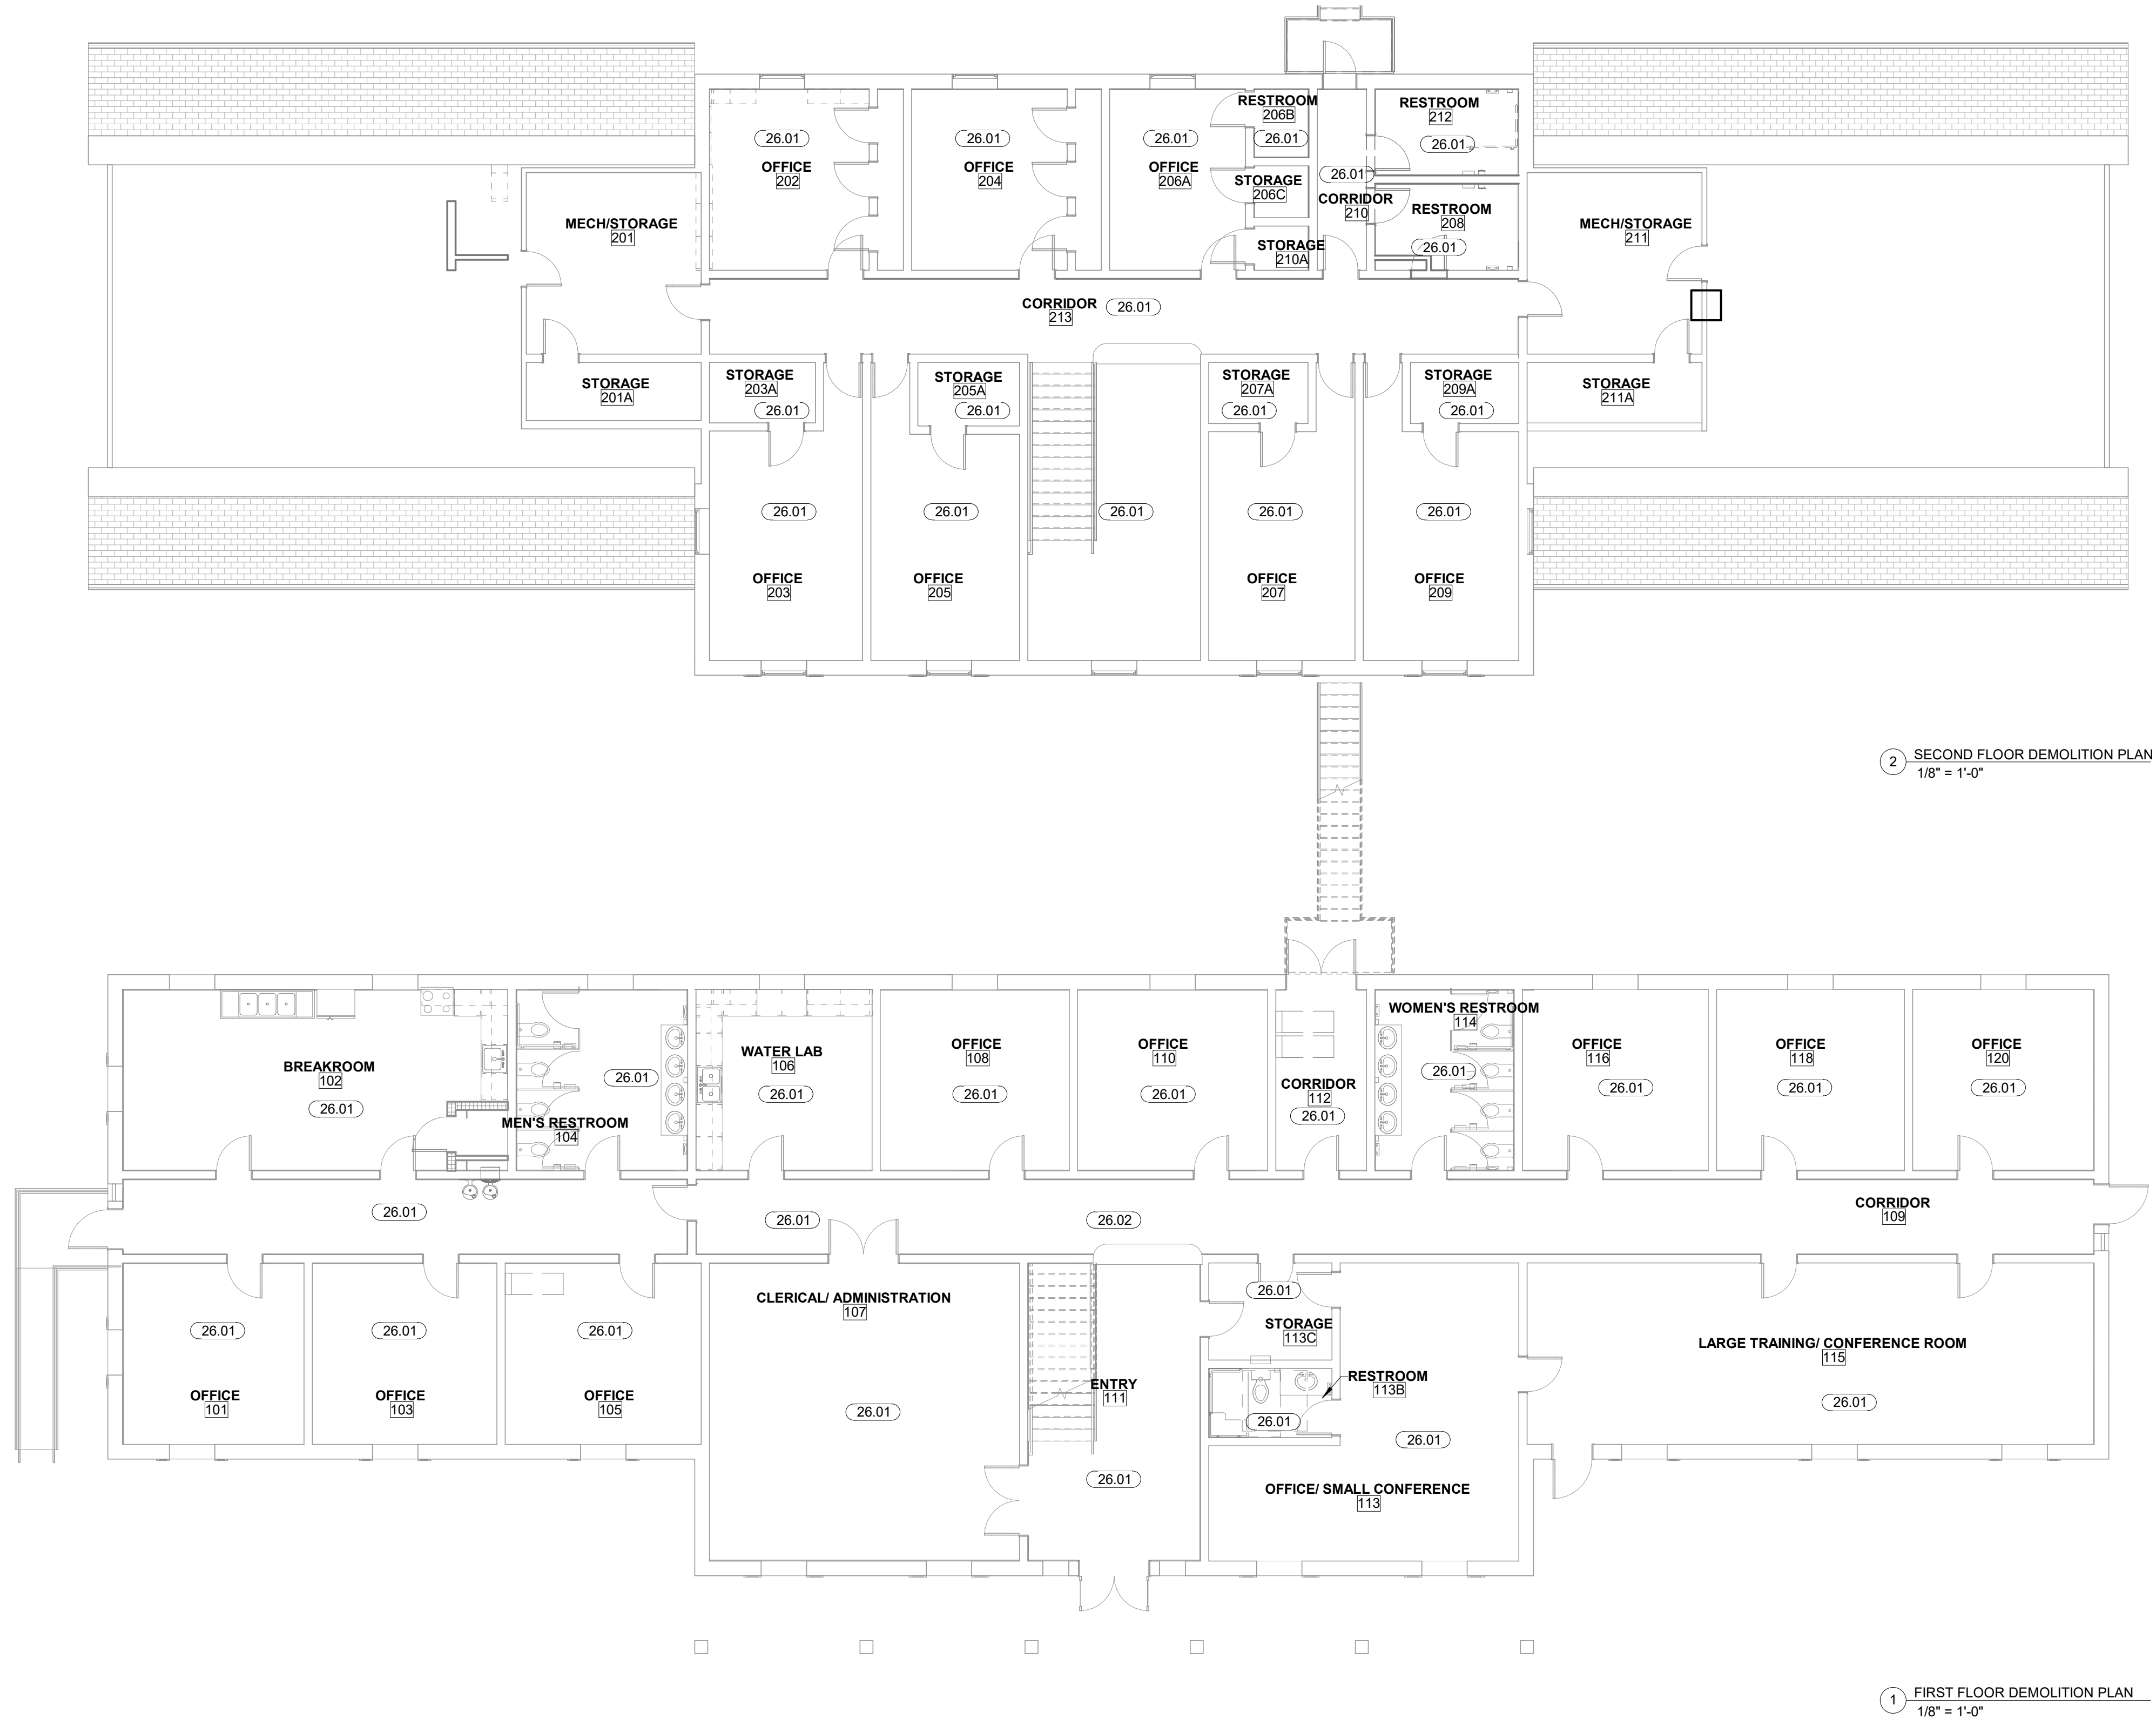 RESTROOM
206B
26.01
RESTROOM
212
26.01
26.01
OFFICE
202
26.01
OFFICE
204
26.01
OFFICE
206A
STORAGE
206C
26.01
CORRIDOR
210
RESTROOM
208
26.01
MECH/STORAGE
201
MECH/STORAGE
211
STORAGE
210A
CORRIDOR
213
26.01
STORAGE
201A
STORAGE
203A
26.01
STORAGE
205A
26.01
STORAGE
207A
26.01
STORAGE
209A
26.01
STORAGE
211A
26.01
26.01
26.01
26.01
26.01
OFFICE
203
OFFICE
205
OFFICE
207
OFFICE
209
2
SECOND FLOOR DEMOLITION PLAN
1/8" = 1'-0"
BREAKROOM
102
26.01
26.01
MEN'S RESTROOM
104
WATER LAB
106
26.01
OFFICE
108
26.01
OFFICE
110
26.01
CORRIDOR
112
26.01
WOMEN'S RESTROOM
114
26.01
OFFICE
116
26.01
OFFICE
118
26.01
OFFICE
120
26.01
26.01
26.01
26.02
CORRIDOR
109
26.01
OFFICE
101
26.01
OFFICE
103
26.01
OFFICE
105
CLERICAL/ ADMINISTRATION
107
26.01
ENTRY
111
26.01
26.01
STORAGE
113C
RESTROOM
113B
26.01
26.01
OFFICE/ SMALL CONFERENCE
113
LARGE TRAINING/ CONFERENCE ROOM
115
26.01
1
FIRST FLOOR DEMOLITION PLAN
1/8" = 1'-0"